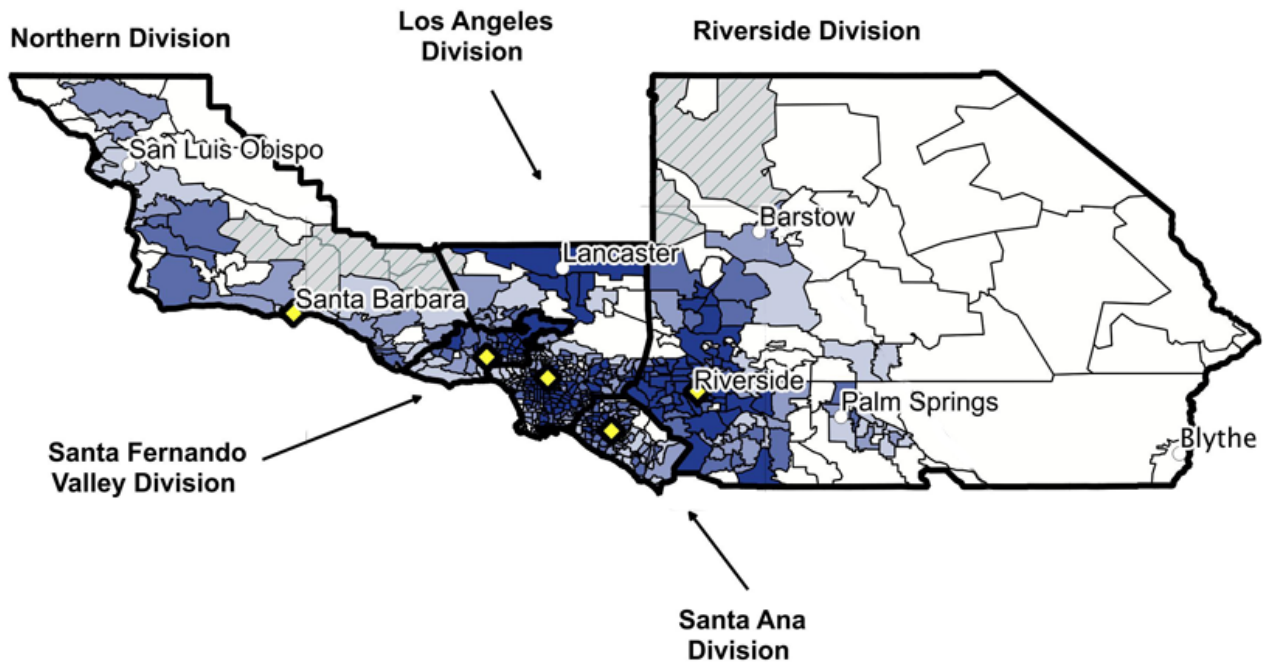 Northern Division
Los Angeles
Division
Riverside Division
San Luis Obispo
Barstow
Lancaster
Santa Barbara
Riverside
Palm Springs
Blythe
Santa Fernando
Valley Division
Santa Ana
Division